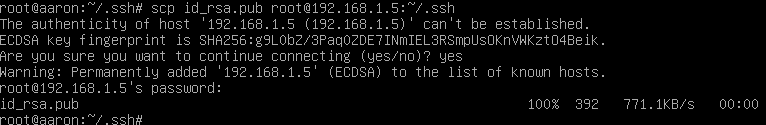 root@aaron:~/.ssh# scp id_rsa.pub root@192.168.1.5:~/.ssh
The authenticity of host '192.168.1.5 (192.168.1.5)' can't be established.
ECDSA key fingerprint is SHA256:g9L0bZ/3Paq0ZDE7INmIEL3RSmpUsOKnVWKztO4Beik.
Are you sure you want to continue connecting (yes/no)? yes
Warning: Permanently added '192.168.1.5' (ECDSA) to the list of known hosts.
root@192.168.1.5's password:
id_rsa.pub 100% 392 771.1KB/s 00:00
root@aaron:~/.ssh#